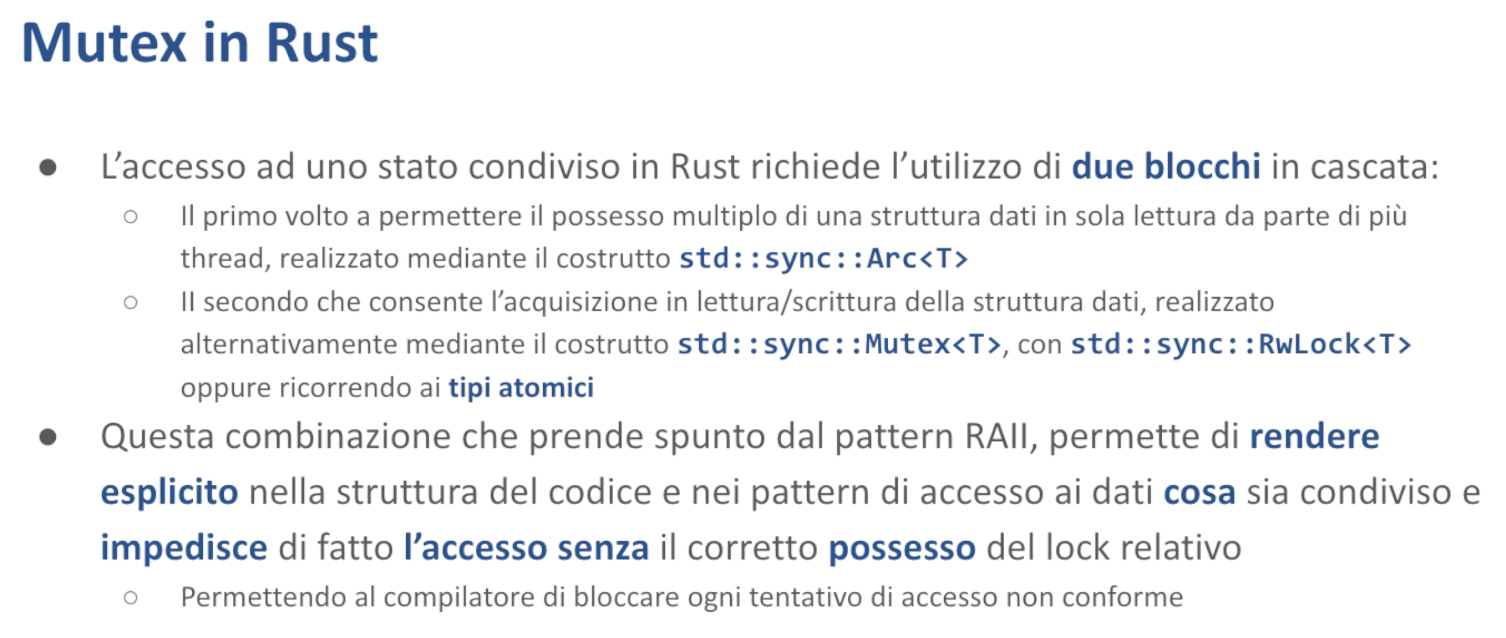 Mutex in Rust
● L’accesso ad uno stato condiviso in Rust richiede l’utilizzo di due blocchi in cascata:
○ Il primo volto a permettere il possesso multiplo di una struttura dati in sola lettura da parte di più
thread, realizzato mediante il costrutto std::sync::Arc<T>
○ II secondo che consente l’acquisizione in lettura/scrittura della struttura dati, realizzato
alternativamente mediante il costrutto std::sync::Mutex<T>, con std::sync::RwLock<T>
oppure ricorrendo ai tipi atomici
● Questa combinazione che prende spunto dal pattern RAII, permette di rendere
esplicito nella struttura del codice e nei pattern di accesso ai dati cosa sia condiviso e
impedisce di fatto l’accesso senza il corretto possesso del lock relativo
○ Permettendo al compilatore di bloccare ogni tentativo di accesso non conforme